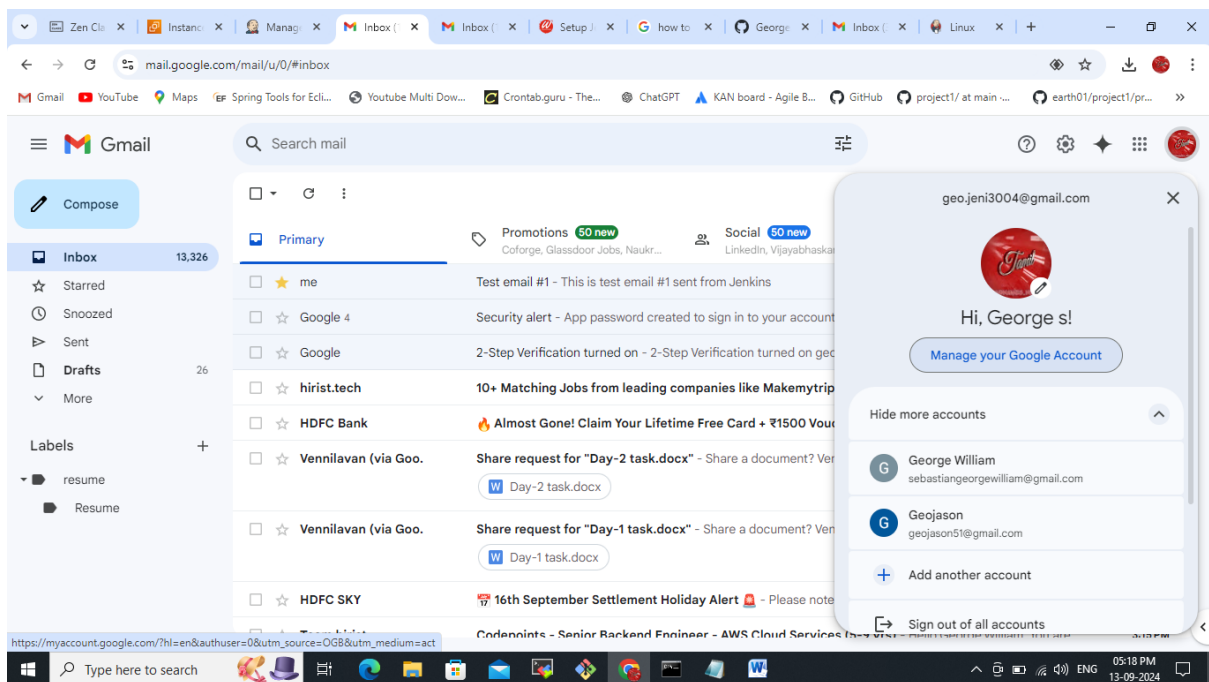 Zen Cla
Instanc
Manag
Inbox (
Inbox (
Setup J
how to
George
Inbox (
Linux
mail.google.com/mail/u/0/#inbox
Gmail
YouTube
Maps
Spring Tools for Ecli...
Youtube Multi Dow...
Crontab.guru - The...
ChatGPT
KAN board - Agile B...
GitHub
project1/ at main ·...
earth01/project1/pr...
Gmail
Search mail
Compose
Inbox 13,326
Starred
Snoozed
Sent
Drafts 26
More
Labels
resume
Resume
Primary
Promotions 50 new
Coforge, Glassdoor Jobs, Naukr...
Social 50 new
LinkedIn, Vijayabhaskar
me Test email #1 - This is test email #1 sent from Jenkins
Google 4 Security alert - App password created to sign in to your account
Google 2-Step Verification turned on - 2-Step Verification turned on geo
hirist.tech 10+ Matching Jobs from leading companies like Makemytrip
HDFC Bank 🔥 Almost Gone! Claim Your Lifetime Free Card + ₹1500 Vou
Vennilavan (via Goo. Share request for "Day-2 task.docx" - Share a document? Ven
Day-2 task.docx
Vennilavan (via Goo. Share request for "Day-1 task.docx" - Share a document? Ven
Day-1 task.docx
HDFC SKY 📅 16th September Settlement Holiday Alert 🚨 - Please note
Codepoints - Senior Backend Engineer - AWS Cloud Services
geo.jeni3004@gmail.com
Tamil
Hi, George s!
Manage your Google Account
Hide more accounts
G
George William
sebastiangeorgewilliam@gmail.com
G
Geojason
geojason51@gmail.com
Add another account
Sign out of all accounts
https://myaccount.google.com/?hl=en&authuser=0&utm_source=OGB&utm_medium=act
Type here to search
ENG
05:18 PM
13-09-2024